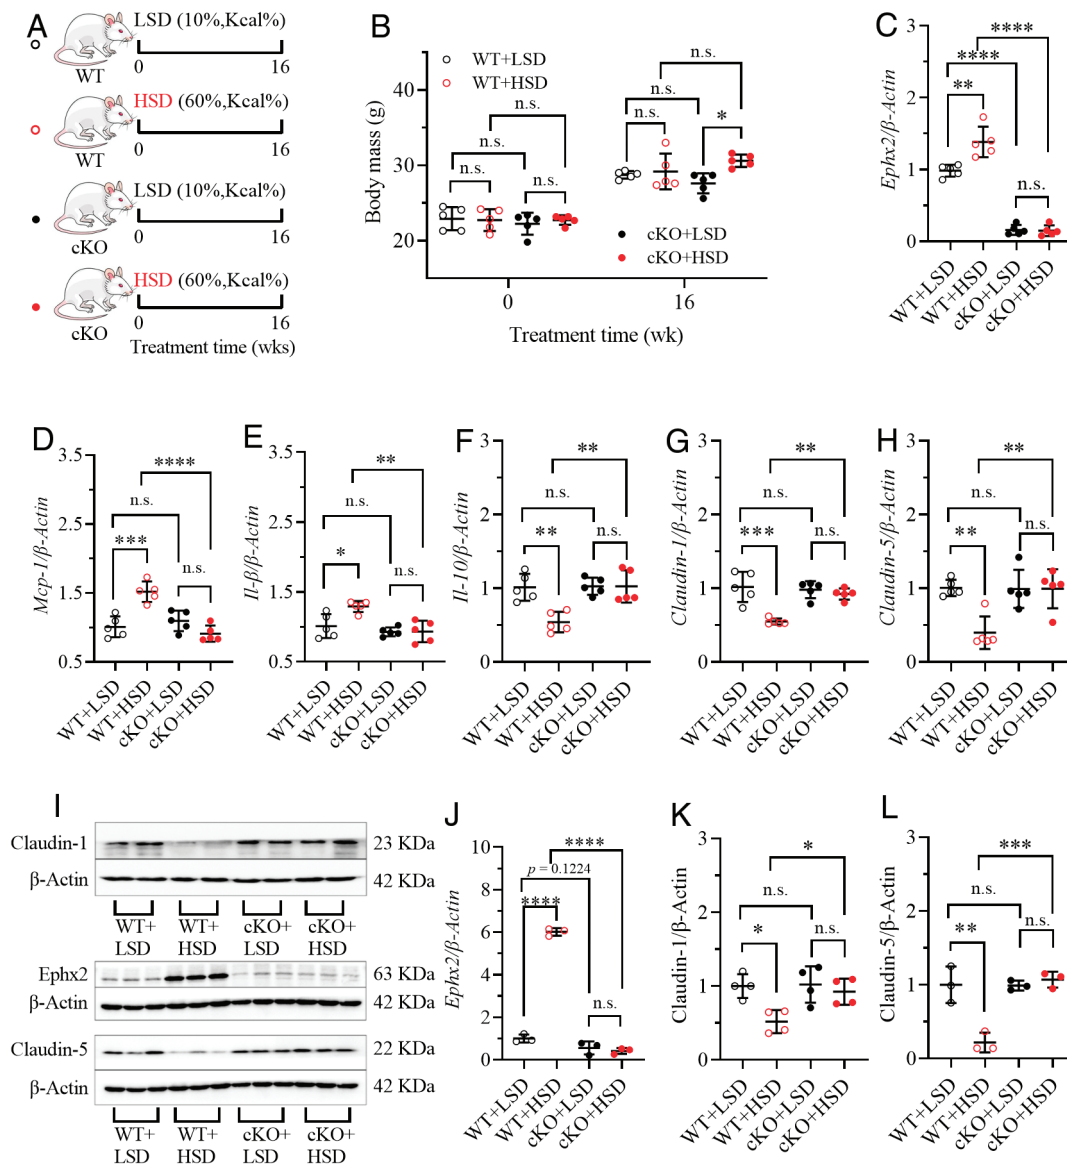 A
LSD (10%,Kcal%)
WT
0
16
HSD (60%,Kcal%)
WT
0
16
LSD (10%,Kcal%)
cKO
0
16
HSD (60%,Kcal%)
cKO
0
16
Treatment time (wks)
B
WT+LSD
WT+HSD
n.s.
n.s.
n.s.
n.s.
n.s.
n.s.
n.s.
*
Body mass (g)
40
30
20
cKO+LSD
cKO+HSD
0
16
Treatment time (wk)
C
Ephx2/β-Actin
3
2
1
0
****
****
**
n.s.
WT+LSD
WT+HSD
cKO+LSD
cKO+HSD
D
Mcp-1/β-Actin
3.5
2.5
1.5
0.5
****
n.s.
***
n.s.
WT+LSD
WT+HSD
cKO+LSD
cKO+HSD
E
Il-β/β-Actin
3.5
2.5
1.5
0.5
**
n.s.
*
n.s.
WT+LSD
WT+HSD
cKO+LSD
cKO+HSD
F
Il-10/β-Actin
3
2
1
0
**
n.s.
**
n.s.
WT+LSD
WT+HSD
cKO+LSD
cKO+HSD
G
Claudin-1/β-Actin
3
2
1
0
**
n.s.
***
n.s.
WT+LSD
WT+HSD
cKO+LSD
cKO+HSD
H
Claudin-5/β-Actin
3
2
1
0
**
n.s.
**
n.s.
WT+LSD
WT+HSD
cKO+LSD
cKO+HSD
I
Claudin-1
23 KDa
β-Actin
42 KDa
WT+ WT+ cKO+ cKO+
LSD HSD LSD HSD
Ephx2
63 KDa
β-Actin
42 KDa
Claudin-5
22 KDa
β-Actin
42 KDa
WT+ WT+ cKO+ cKO+
LSD HSD LSD HSD
J
Ephx2/β-Actin
10
8
6
4
2
0
****
p = 0.1224
****
n.s.
WT+LSD
WT+HSD
cKO+LSD
cKO+HSD
K
Claudin-1/β-Actin
3
2
1
0
*
n.s.
*
n.s.
WT+LSD
WT+HSD
cKO+LSD
cKO+HSD
L
Claudin-5/β-Actin
3
2
1
0
***
n.s.
**
n.s.
WT+LSD
WT+HSD
cKO+LSD
cKO+HSD